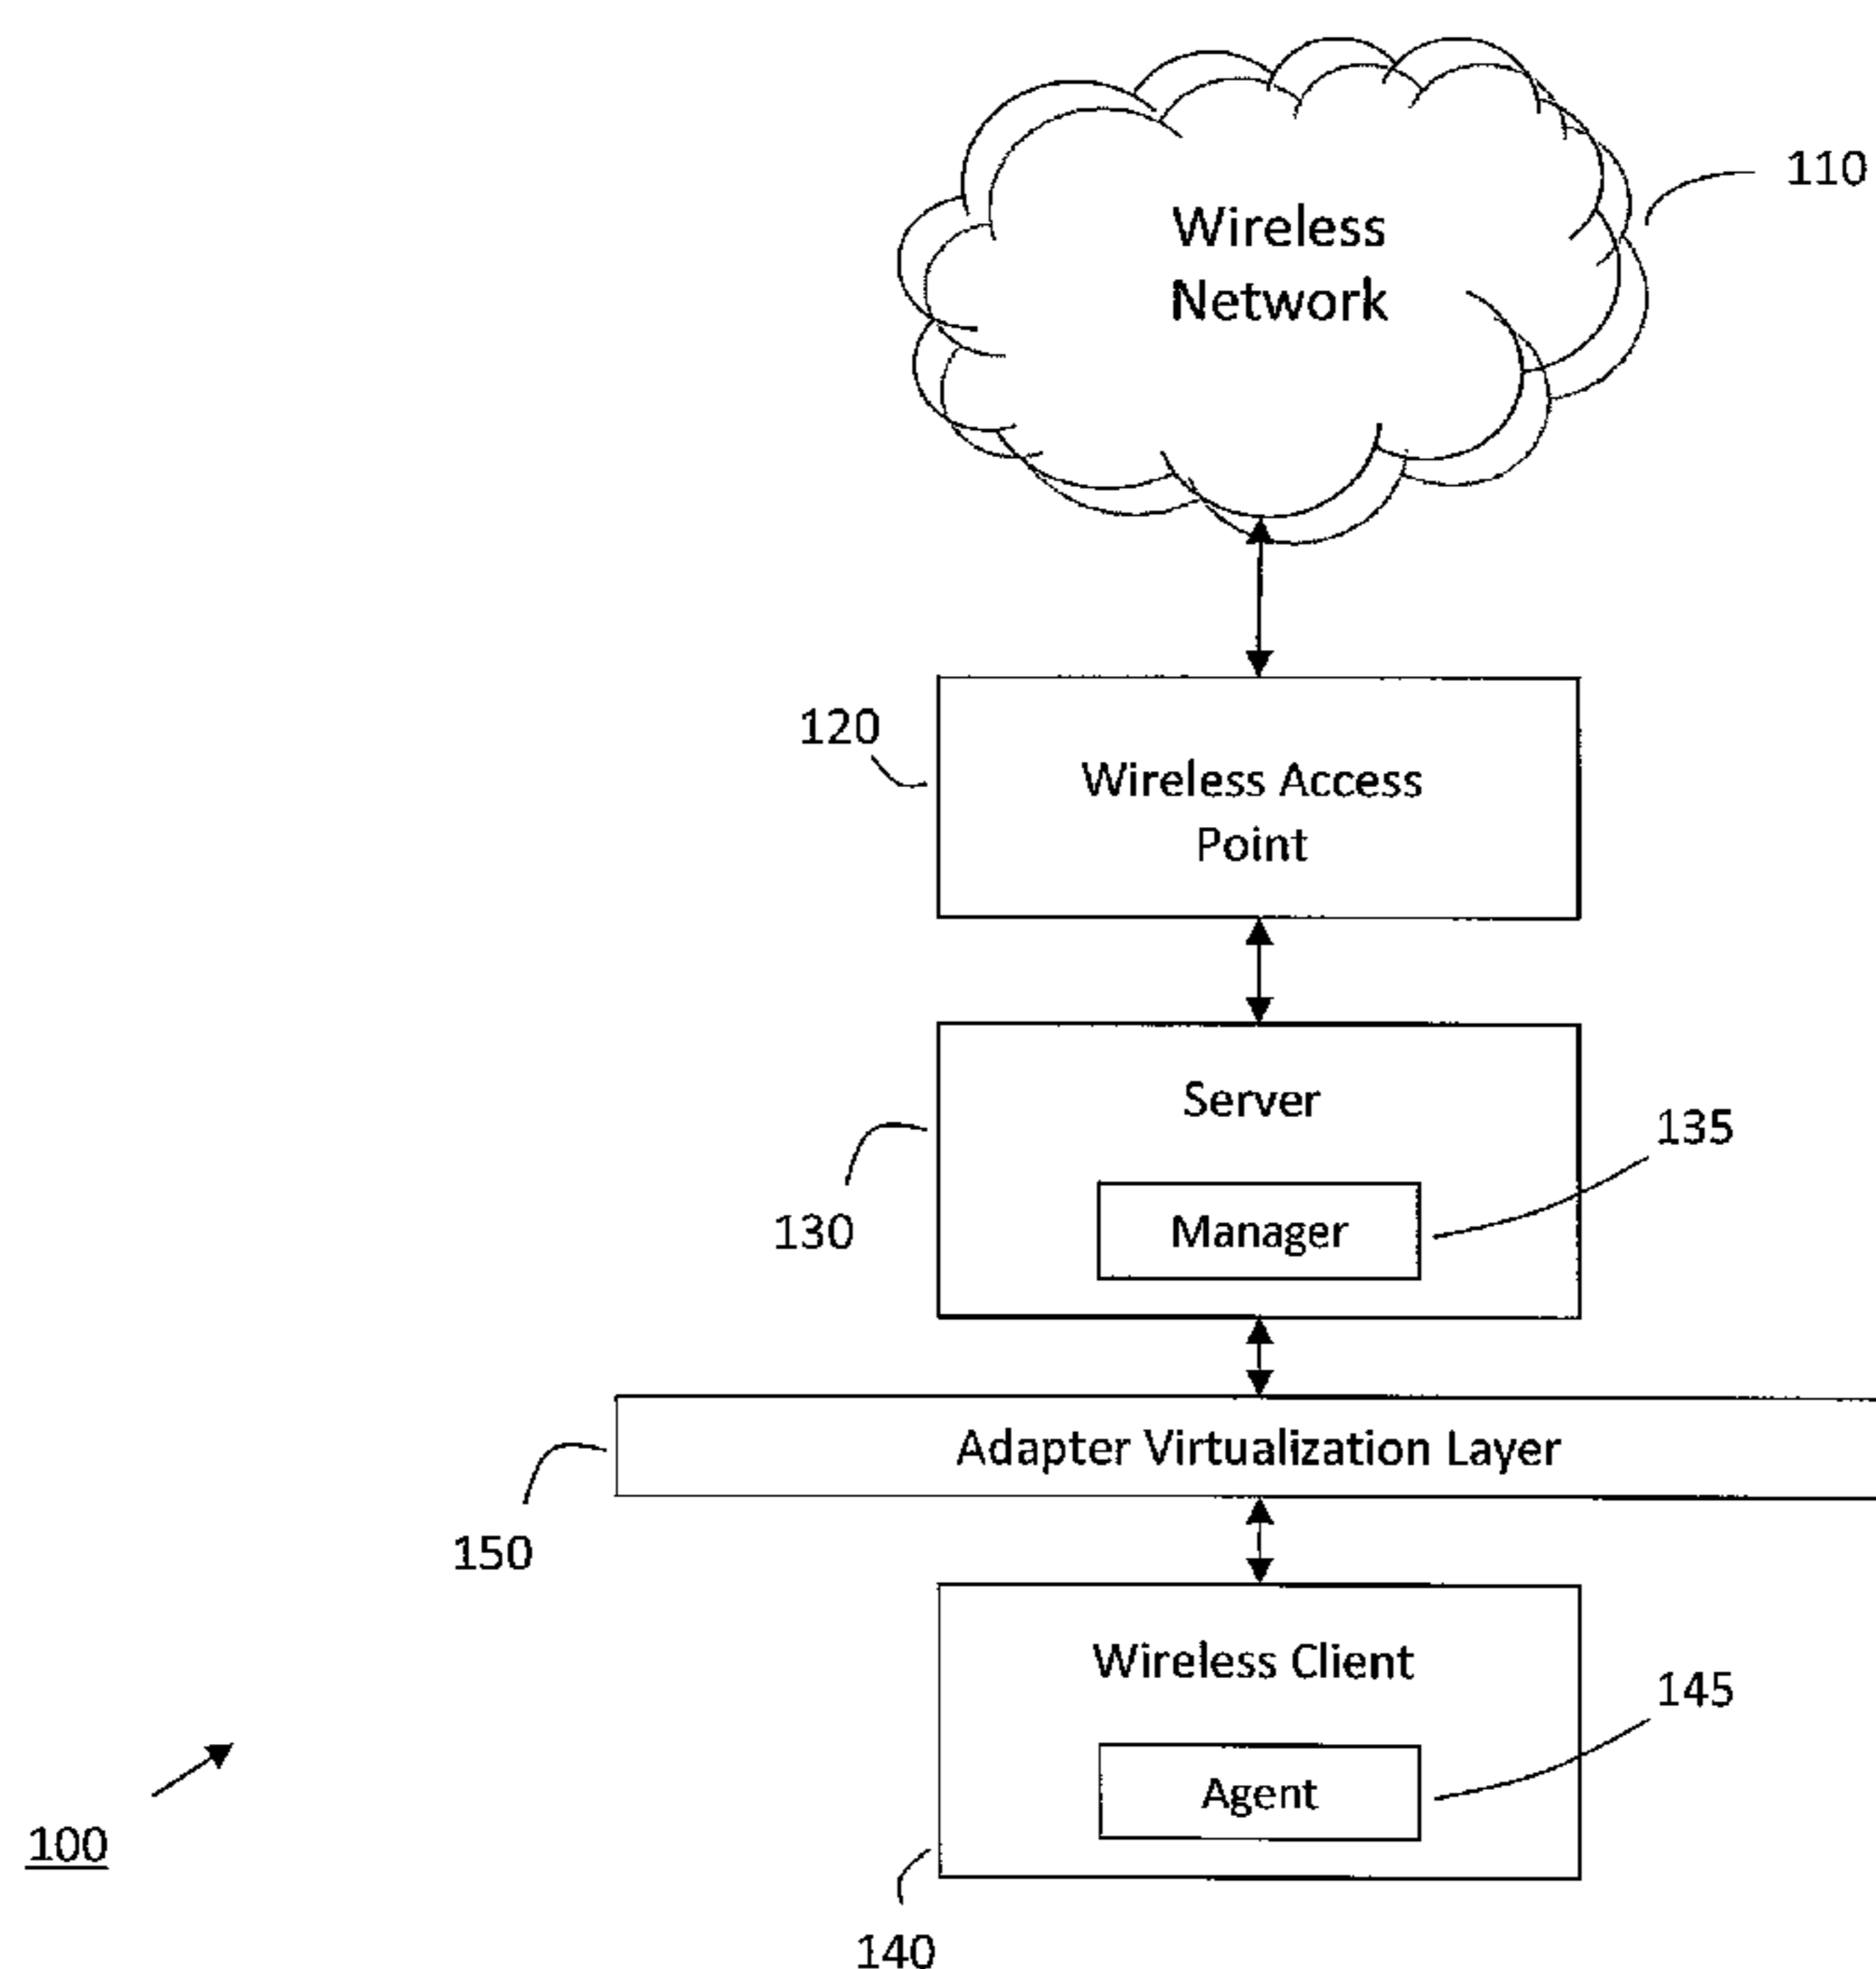 Wireless
Network
110
120
Wireless Access
Point
Server
135
130
Manager
Adapter Virtualization Layer
150
Wireless Client
145
Agent
100
140